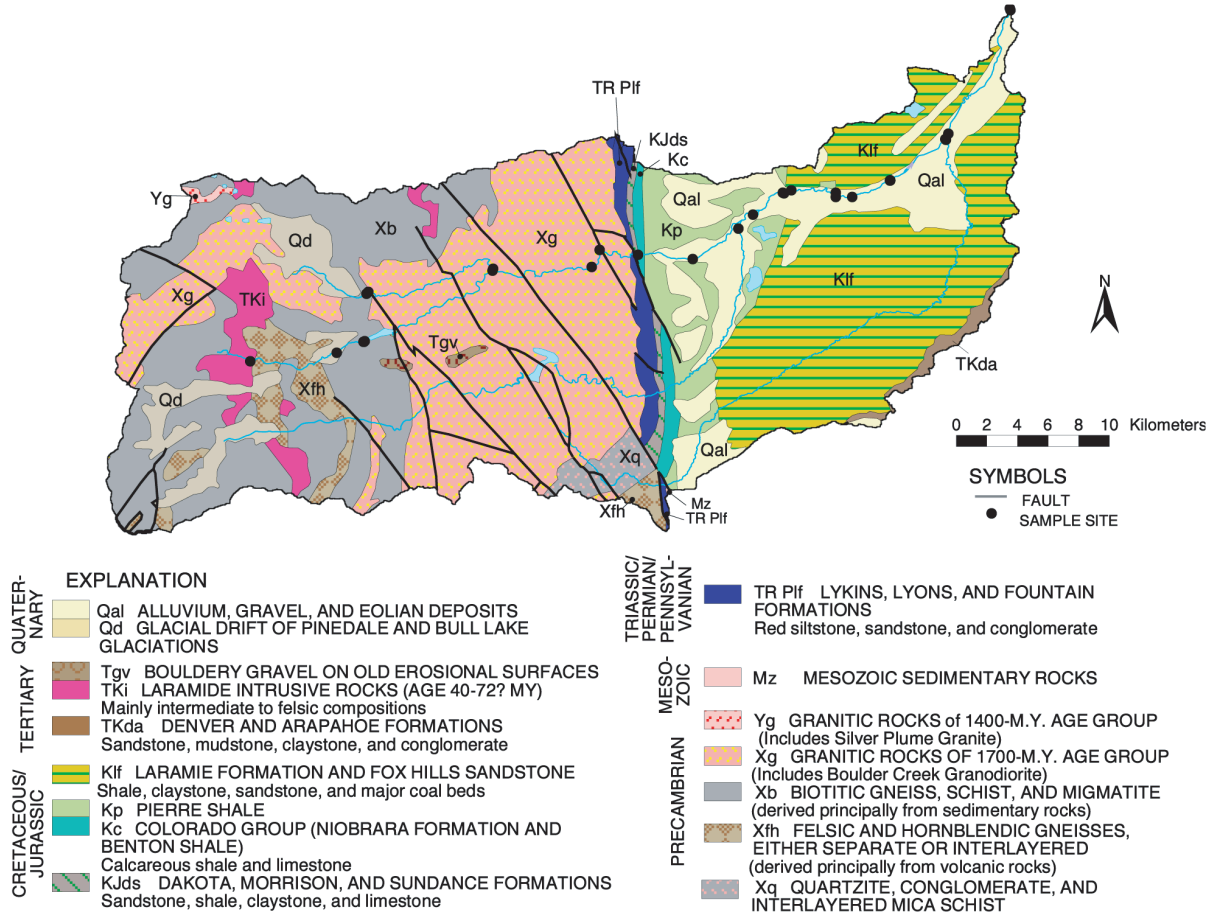 TR Plf
KJds
Kc
Klf
Yg
Qal
Qal
Qd
Xb
Xg
Kp
Klf
Xg
TKi
N
Tgv
TKda
Xfh
Qd
0 2 4 6 8 10 Kilometers
Xq
Qal
SYMBOLS
FAULT
SAMPLE SITE
Xfh
Mz
TR Plf
EXPLANATION
QUATER-
NARY
Qal ALLUVIUM, GRAVEL, AND EOLIAN DEPOSITS
Qd GLACIAL DRIFT OF PINEDALE AND BULL LAKE
GLACIATIONS
TERTIARY
Tgv BOULDERY GRAVEL ON OLD EROSIONAL SURFACES
TKi LARAMIDE INTRUSIVE ROCKS (AGE 40-72? MY)
Mainly intermediate to felsic compositions
TKda DENVER AND ARAPAHOE FORMATIONS
Sandstone, mudstone, claystone, and conglomerate
CRETACEOUS/
JURASSIC
Klf LARAMIE FORMATION AND FOX HILLS SANDSTONE
Shale, claystone, sandstone, and major coal beds
Kp PIERRE SHALE
Kc COLORADO GROUP (NIOBRARA FORMATION AND
BENTON SHALE)
Calcareous shale and limestone
KJds DAKOTA, MORRISON, AND SUNDANCE FORMATIONS
Sandstone, shale, claystone, and limestone
TRIASSIC/
PERMIAN/
PENNSYL-
VANIAN
TR Plf LYKINS, LYONS, AND FOUNTAIN
FORMATIONS
Red siltstone, sandstone, and conglomerate
MESO-
ZOIC
Mz MESOZOIC SEDIMENTARY ROCKS
PRECAMBRIAN
Yg GRANITIC ROCKS of 1400-M.Y. AGE GROUP
(Includes Silver Plume Granite)
Xg GRANITIC ROCKS OF 1700-M.Y. AGE GROUP
(Includes Boulder Creek Granodiorite)
Xb BIOTITIC GNEISS, SCHIST, AND MIGMATITE
(derived principally from sedimentary rocks)
Xfh FELSIC AND HORNBLENDIC GNEISSES,
EITHER SEPARATE OR INTERLAYERED
(derived principally from volcanic rocks)
Xq QUARTZITE, CONGLOMERATE, AND
INTERLAYERED MICA SCHIST